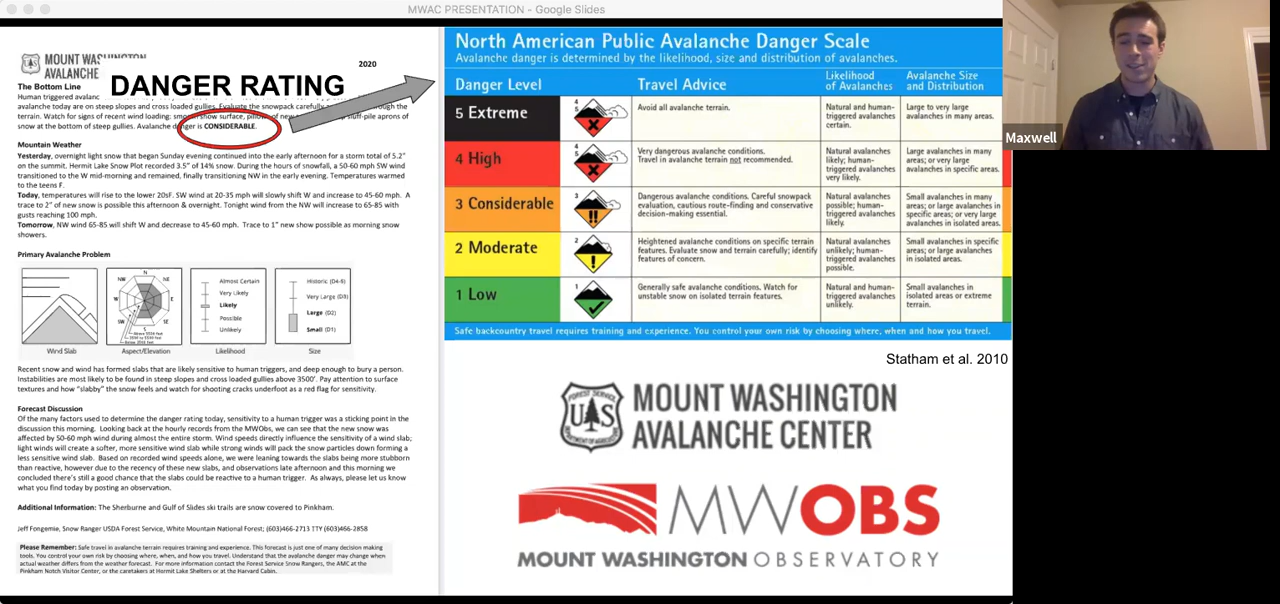 MWAC PRESENTATION - Google Slides
MOUNT WASHINGTON
AVALANCHE
2020
DANGER RATING
The Bottom Line
Human triggered avalanc
avalanche today are on steep slopes and cross loaded gullies. Evaluate the snowpack carefully through the
terrain. Watch for signs of recent wind loading: smooth show surface, pillows of new
snow at the bottom of steep gullies. Avalanche danger is CONSIDERABLE.
Mountain Weather
Yesterday, overnight light snow that began Sunday evening continued into the early afternoon for a storm total of 5.2"
on the summit. Hermit Lake Snow Plot recorded 3.5" of 14% snow. During the hours of snowfall, a 50-60 mph SW wind
transitioned to the W mid-morning and remained, finally transitioning NW in the early evening. Temperatures warmed
to the teens F.
Today, temperatures will rise to the lower 20sF. SW wind at 20-35 mph will slowly shift W and increase to 45-60 mph. A
trace to 2" of new snow is possible this afternoon & overnight. Tonight wind from the NW will increase to 65-85 with
gusts reaching 100 mph.
Tomorrow, NW wind 65-85 will shift W and decrease to 45-60 mph. Trace to 1" new show possible as morning snow
showers.
Primary Avalanche Problem
N
NW NE
W E
SW
S
Almost Certain
Very Likely
Likely
Possible
Unlikely
Historic (D4-5)
Very Large (D3)
Large (D2)
Small (D1)
Wind Slab Aspect/Elevation Likelihood Size
Recent snow and wind has formed slabs that are likely sensitive to human triggers, and deep enough to bury a person.
Instabilities are most likely to be found in steep slopes and cross loaded gullies above 3500'. Pay attention to surface
textures and how "slabby" the snow feels and watch for shooting cracks underfoot as a red flag for sensitivity.
Forecast Discussion
Of the many factors used to determine the danger rating today, sensitivity to a human trigger was a sticking point in the
discussion this morning. Looking back at the hourly records from the MWObs, we can see that the new snow was
affected by 50-60 mph wind during almost the entire storm. Wind speeds directly influence the sensitivity of a wind slab;
light winds will create a softer, more sensitive wind slab while strong winds will pack the snow particles down forming a
less sensitive wind slab. Based on recorded wind speeds alone, we were leaning towards the slabs being more stubborn
than reactive, however due to the recency of these new slabs, and observations late afternoon and this morning we
concluded there's still a good chance that the slabs could be reactive to a human trigger. As always, please let us know
what you find today by posting an observation.
Additional Information: The Sherburne and Gulf of Slides ski trails are snow covered to Pinkham.
Jeff Fongemie, Snow Ranger USDA Forest Service, White Mountain National Forest; (603)466-2713 TTY (603)466-2858
Please Remember: Safe travel in avalanche terrain requires training and experience. This forecast is just one of many decision making
tools. You control your own risk by choosing where, when, and how you travel. Understand that the avalanche danger may change when
actual weather differs from the weather forecast. For more information contact the Forest Service Snow Rangers, the AMC at the
Pinkham Notch Visitor Center, or the caretakers at Hermit Lake Shelters or at the Harvard Cabin.
North American Public Avalanche Danger Scale
Avalanche danger is determined by the likelihood, size and distribution of avalanches.
Danger Level
Travel Advice
Likelihood
of Avalanches
Avalanche Size
and Distribution
5 Extreme
4
5
Avoid all avalanche terrain.
Natural and human-
triggered avalanches
certain.
Large to very large
avalanches in many areas.
4 High
4
5
Very dangerous avalanche conditions.
Travel in avalanche terrain not recommended.
Natural avalanches
likely; human-
triggered avalanches
very likely.
Large avalanches in many
areas; or very large
avalanches in specific areas.
3 Considerable
3
!!
Dangerous avalanche conditions. Careful snowpack
evaluation, cautious route-finding and conservative
decision-making essential.
Natural avalanches
possible; human-
triggered avalanches
likely.
Small avalanches in many
areas; or large avalanches in
specific areas; or very large
avalanches in isolated areas.
2 Moderate
2
!
Heightened avalanche conditions on specific terrain
features. Evaluate snow and terrain carefully; identify
features of concern.
Natural avalanches
unlikely; human-
triggered avalanches
possible.
Small avalanches in specific
areas; or large avalanches
in isolated areas.
1 Low
1
Generally safe avalanche conditions. Watch for
unstable snow on isolated terrain features.
Natural and human-
triggered avalanches
unlikely.
Small avalanches in
isolated areas or extreme
terrain.
Safe backcountry travel requires training and experience. You control your own risk by choosing where, when and how you travel.
Statham et al. 2010
FOREST SERVICE
U S
DEPARTMENT OF AGRICULTURE
MOUNT WASHINGTON
AVALANCHE CENTER
MWOBS
MOUNT WASHINGTON OBSERVATORY
Maxwell